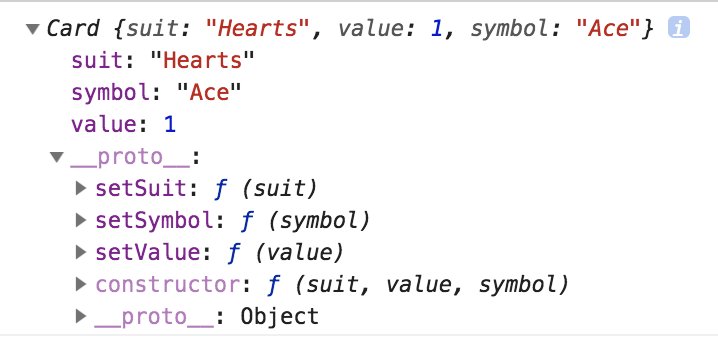 ▼ Card {suit: "Hearts", value: 1, symbol: "Ace"} i
suit: "Hearts"
symbol: "Ace"
value: 1
▼ __proto__:
▶ setSuit: ƒ (suit)
▶ setSymbol: ƒ (symbol)
▶ setValue: ƒ (value)
▶ constructor: ƒ (suit, value, symbol)
▶ __proto__: Object